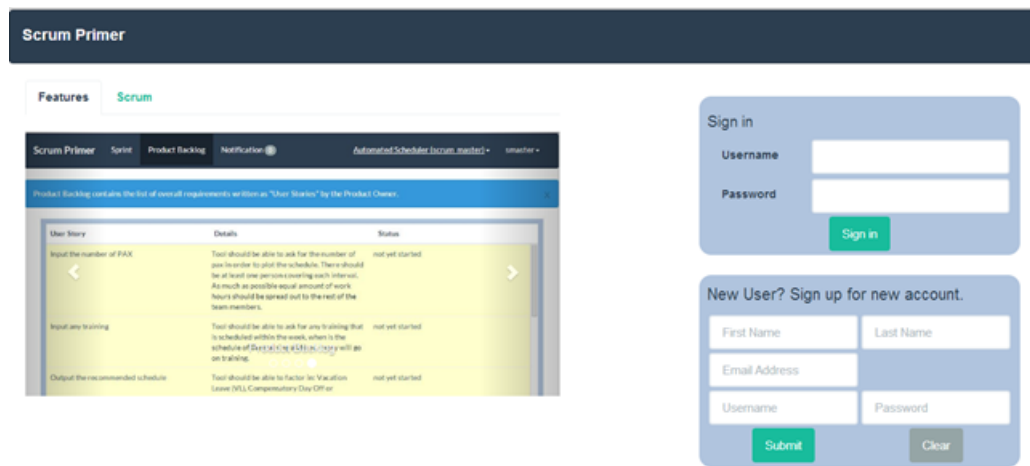 Scrum Primer
Features Scrum
Scrum Primer Sprint Product Backlog Notification Automated Scheduler (scrum_master) smaster
Product Backlog contains the list of overall requirements written as "User Stories" by the Product Owner. x
User Story Details Status
Input the number of PAX Tool should be able to ask for the number of not yet started
pax in order to plot the schedule. There should
be at least one person covering each interval.
As much as possible equal amount of work
hours should be spread out to the rest of the
team members.
Input any training Tool should be able to ask for any training that not yet started
is scheduled within the week, when is the
schedule of will go
on training.
Output the recommended schedule Tool should be able to factor in: Vacation not yet started
Leave (VL), Compensatory Day Off or
Sign in
Username
Password
Sign in
New User? Sign up for new account.
First Name Last Name
Email Address
Username Password
Submit Clear